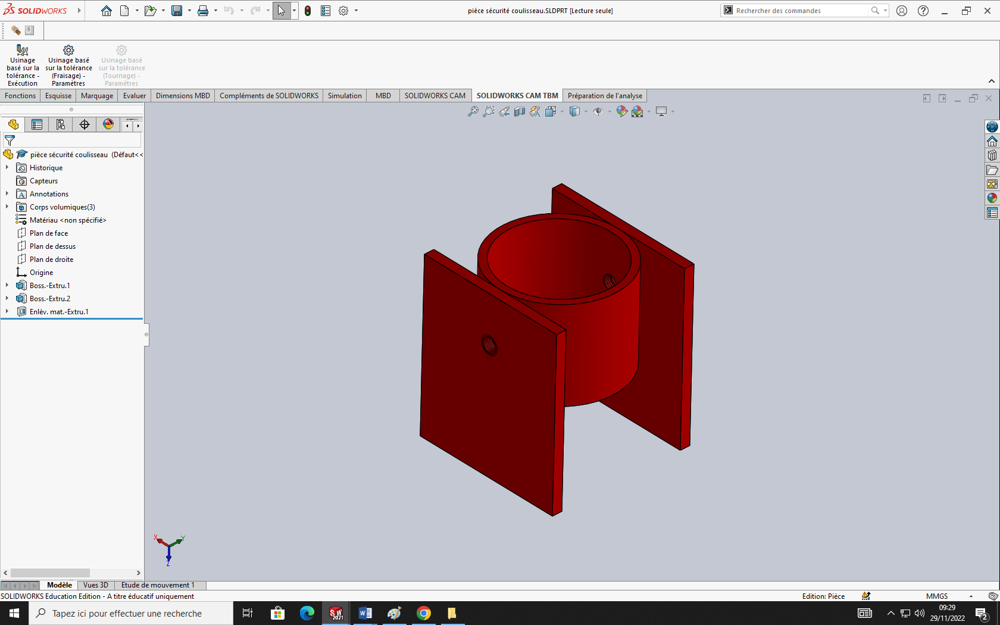 SOLIDWORKS
pièce sécurité coulisseau.SLDPRT [Lecture seule]
Rechercher des commandes
Usinage basé sur la tolérance - Exécution
Usinage basé sur la tolérance (Fraisage) - Paramètres
Usinage basé sur la tolérance (Tournage) - Paramètres
Fonctions
Esquisse
Marquage
Evaluer
Dimensions MBD
Compléments de SOLIDWORKS
Simulation
MBD
SOLIDWORKS CAM
SOLIDWORKS CAM TBM
Préparation de l'analyse
pièce sécurité coulisseau (Défaut<<
Historique
Capteurs
Annotations
Corps volumiques(3)
Matériau <non spécifié>
Plan de face
Plan de dessus
Plan de droite
Origine
Boss.-Extru.1
Boss.-Extru.2
Enlèv. mat.-Extru.1
X
Y
Z
Modèle
Vues 3D
Etude de mouvement 1
SOLIDWORKS Education Edition - A titre éducatif uniquement
Edition: Pièce
MMGS
Tapez ici pour effectuer une recherche
SW
2021
09:29
29/11/2022
2